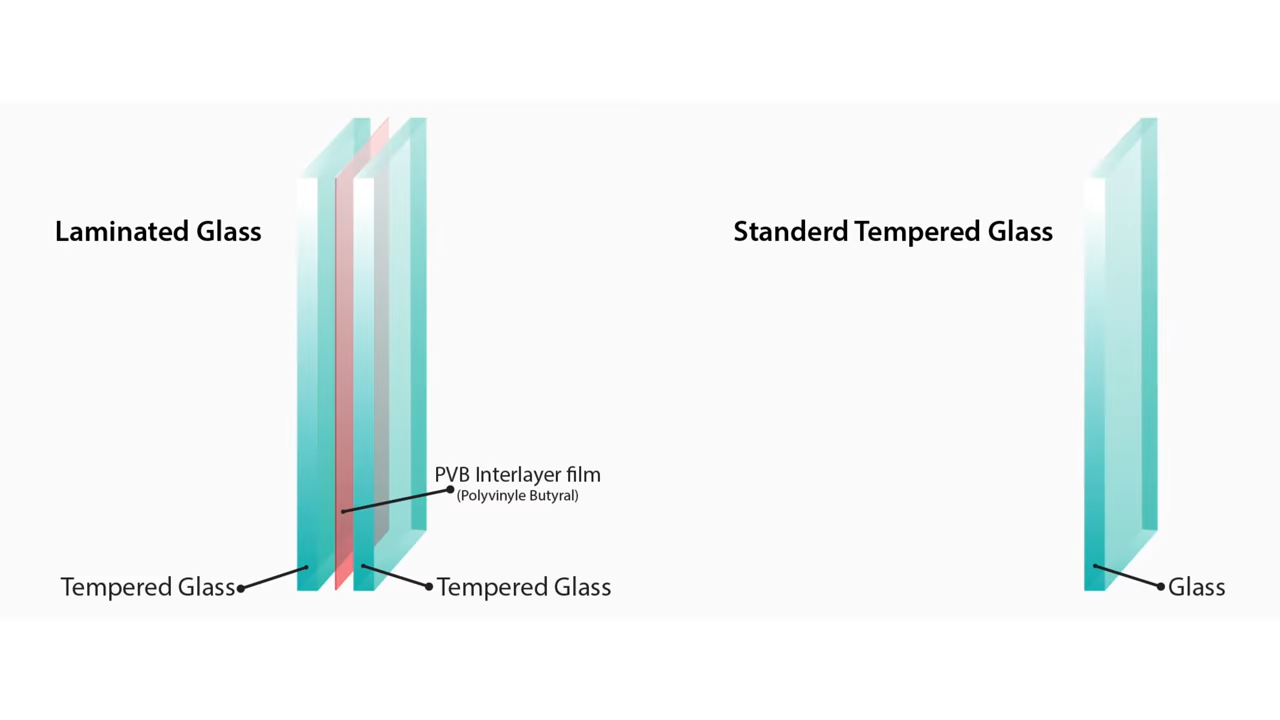 Laminated Glass
Standerd Tempered Glass
PVB Interlayer film
(Polyvinyle Butyral)
Tempered Glass
Tempered Glass
Glass